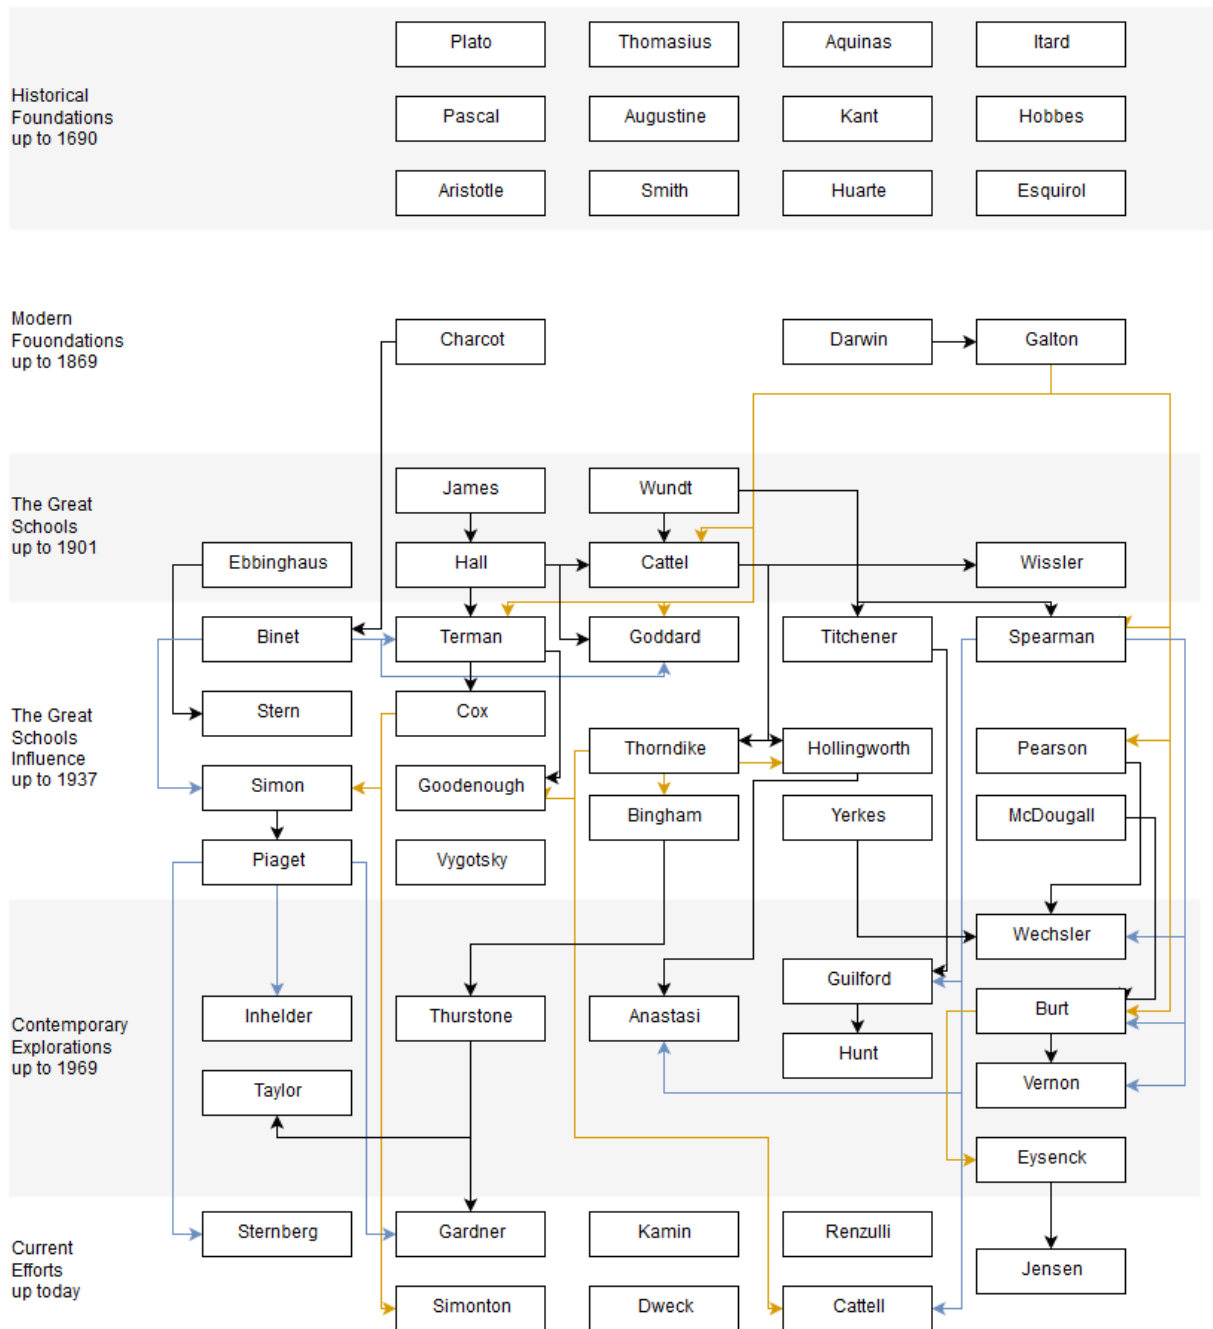 Plato
Thomasius
Aquinas
Itard
Historical
Foundations
up to 1690
Pascal
Augustine
Kant
Hobbes
Aristotle
Smith
Huarte
Esquirol
Modern
Fouondations
up to 1869
Charcot
Darwin
Galton
The Great
Schools
up to 1901
James
Wundt
Ebbinghaus
Hall
Cattel
Wissler
Binet
Terman
Goddard
Titchener
Spearman
The Great
Schools
Influence
up to 1937
Stern
Cox
Thorndike
Hollingworth
Pearson
Simon
Goodenough
Bingham
Yerkes
McDougall
Piaget
Vygotsky
Contemporary
Explorations
up to 1969
Wechsler
Guilford
Inhelder
Thurstone
Anastasi
Burt
Hunt
Taylor
Vernon
Eysenck
Current
Efforts
up today
Sternberg
Gardner
Kamin
Renzulli
Jensen
Simonton
Dweck
Cattell